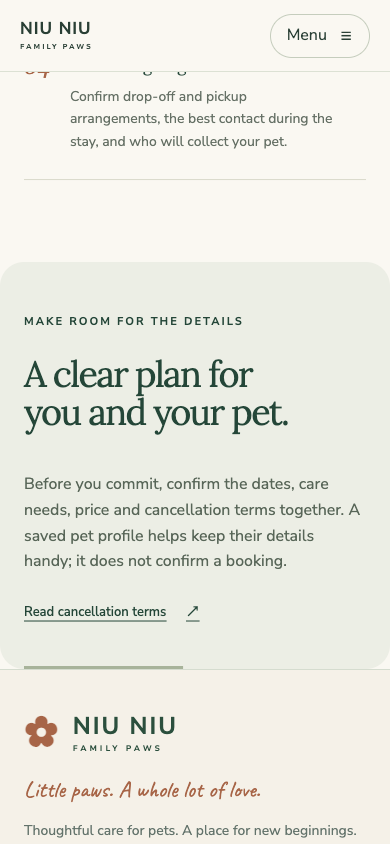 NIU NIU
FAMILY PAWS
Menu
Confirm drop-off and pickup
arrangements, the best contact during the
stay, and who will collect your pet.
MAKE ROOM FOR THE DETAILS
A clear plan for
you and your pet.
Before you commit, confirm the dates, care
needs, price and cancellation terms together. A
saved pet profile helps keep their details
handy; it does not confirm a booking.
Read cancellation terms ↗
NIU NIU
FAMILY PAWS
Little paws. A whole lot of love.
Thoughtful care for pets. A place for new beginnings.